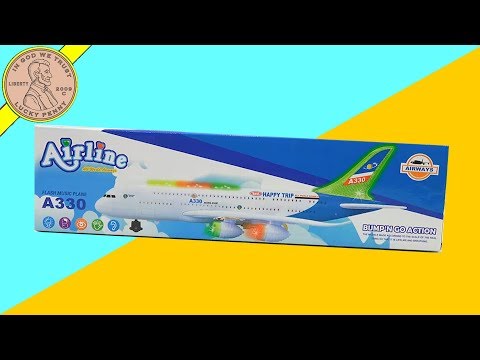 IN GOD WE TRUST
LIBERTY
2009
C
LUCKY PENNY
Airline
FLASH MUSIC PLANE
A330
A330
HAPPY TRIP
A330
AIRWAYS
BUMP'N GO ACTION